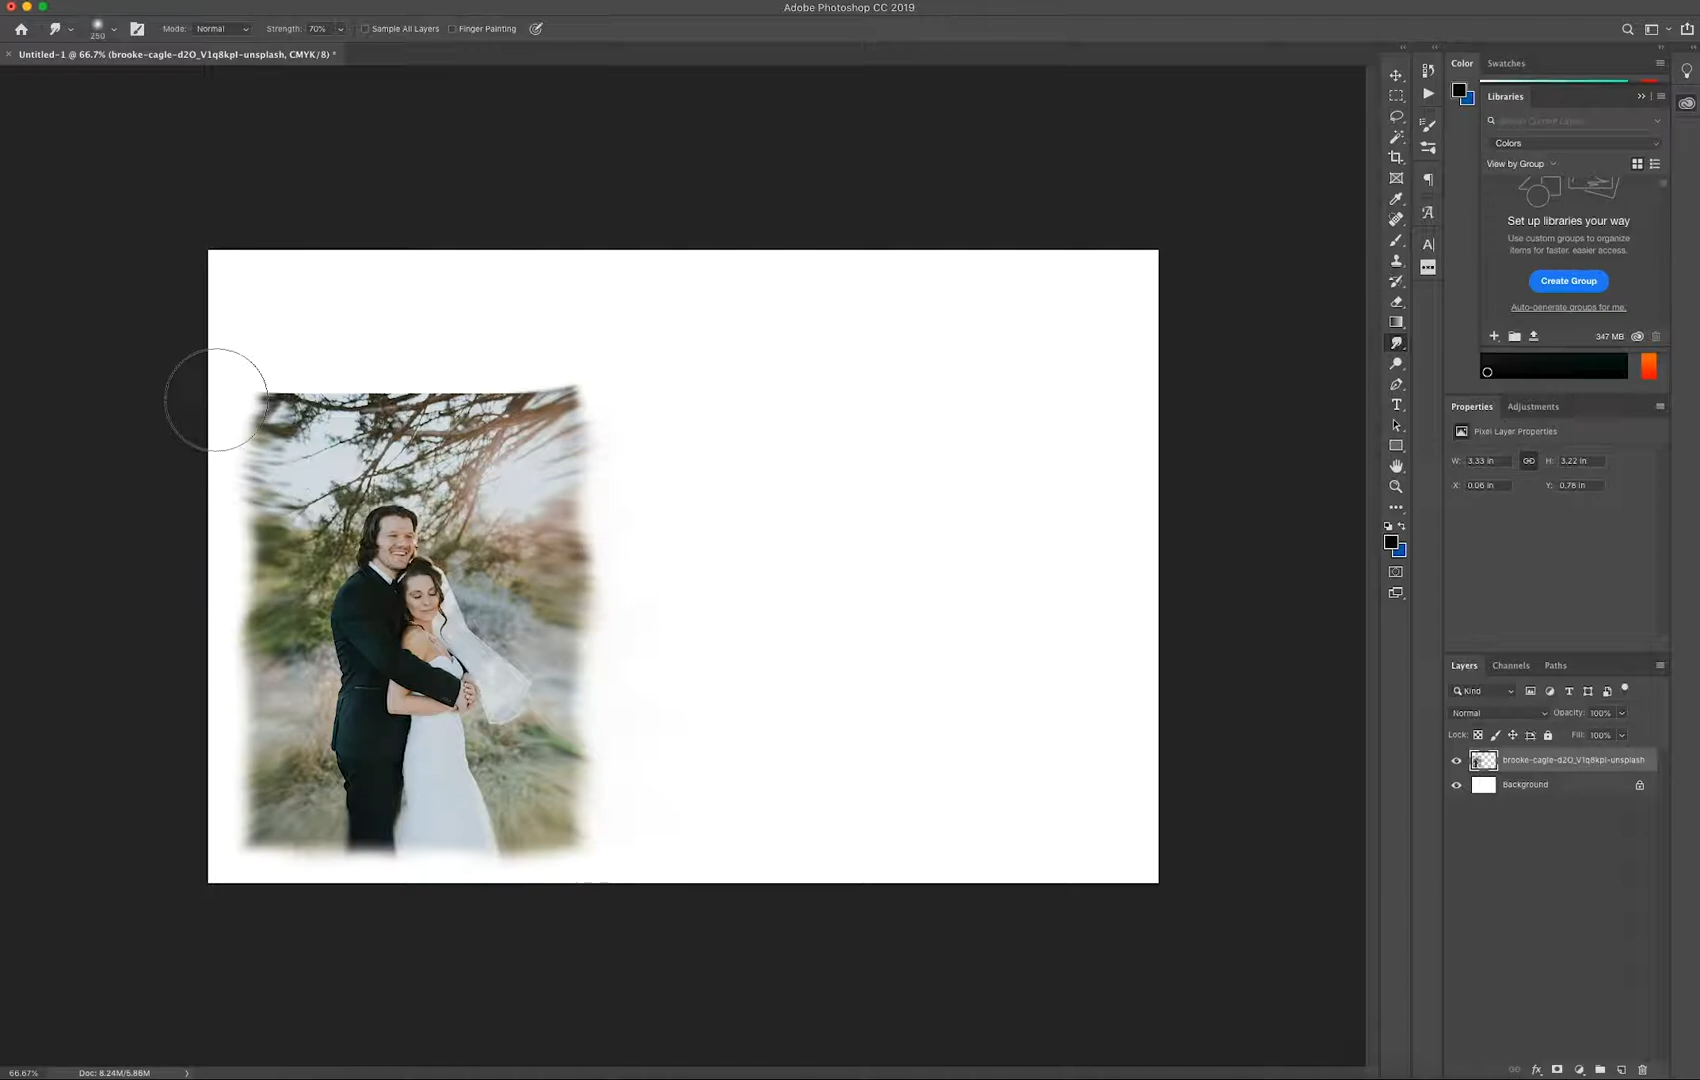 Adobe Photoshop CC 2019
250
Mode: Normal
Strength: 70%
Sample All Layers
Finger Painting
Untitled-1 @ 66.7% (brooke-cagle-d2O_V1q8kpI-unsplash, CMYK/8) *
Color
Swatches
Libraries
Colors
View by Group
Set up libraries your way
Use custom groups to organize
items for faster, easier access.
Create Group
Auto-generate groups for me.
347 MB
Properties
Adjustments
Pixel Layer Properties
W: 3.33 in
H: 3.22 in
X: 0.06 in
Y: 0.78 in
Layers
Channels
Paths
Kind
Normal
Opacity: 100%
Lock:
Fill: 100%
brooke-cagle-d2O_V1q8kpI-unsplash
Background
66.67%
Doc: 8.24M/5.86M